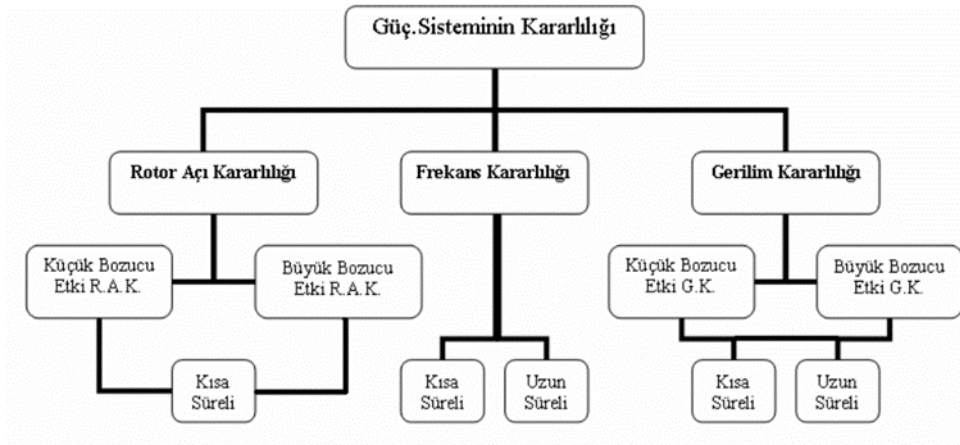 Güç.Sisteminin Kararlılığı
Rotor Açı Kararlılığı
Frekans Kararlılığı
Gerilim Kararlılığı
Küçük Bozucu
Etki R.A.K.
Büyük Bozucu
Etki R.A.K.
Küçük Bozucu
Etki G.K.
Büyük Bozucu
Etki G.K.
Kısa
Süreli
Kısa
Süreli
Uzun
Süreli
Kısa
Süreli
Uzun
Süreli